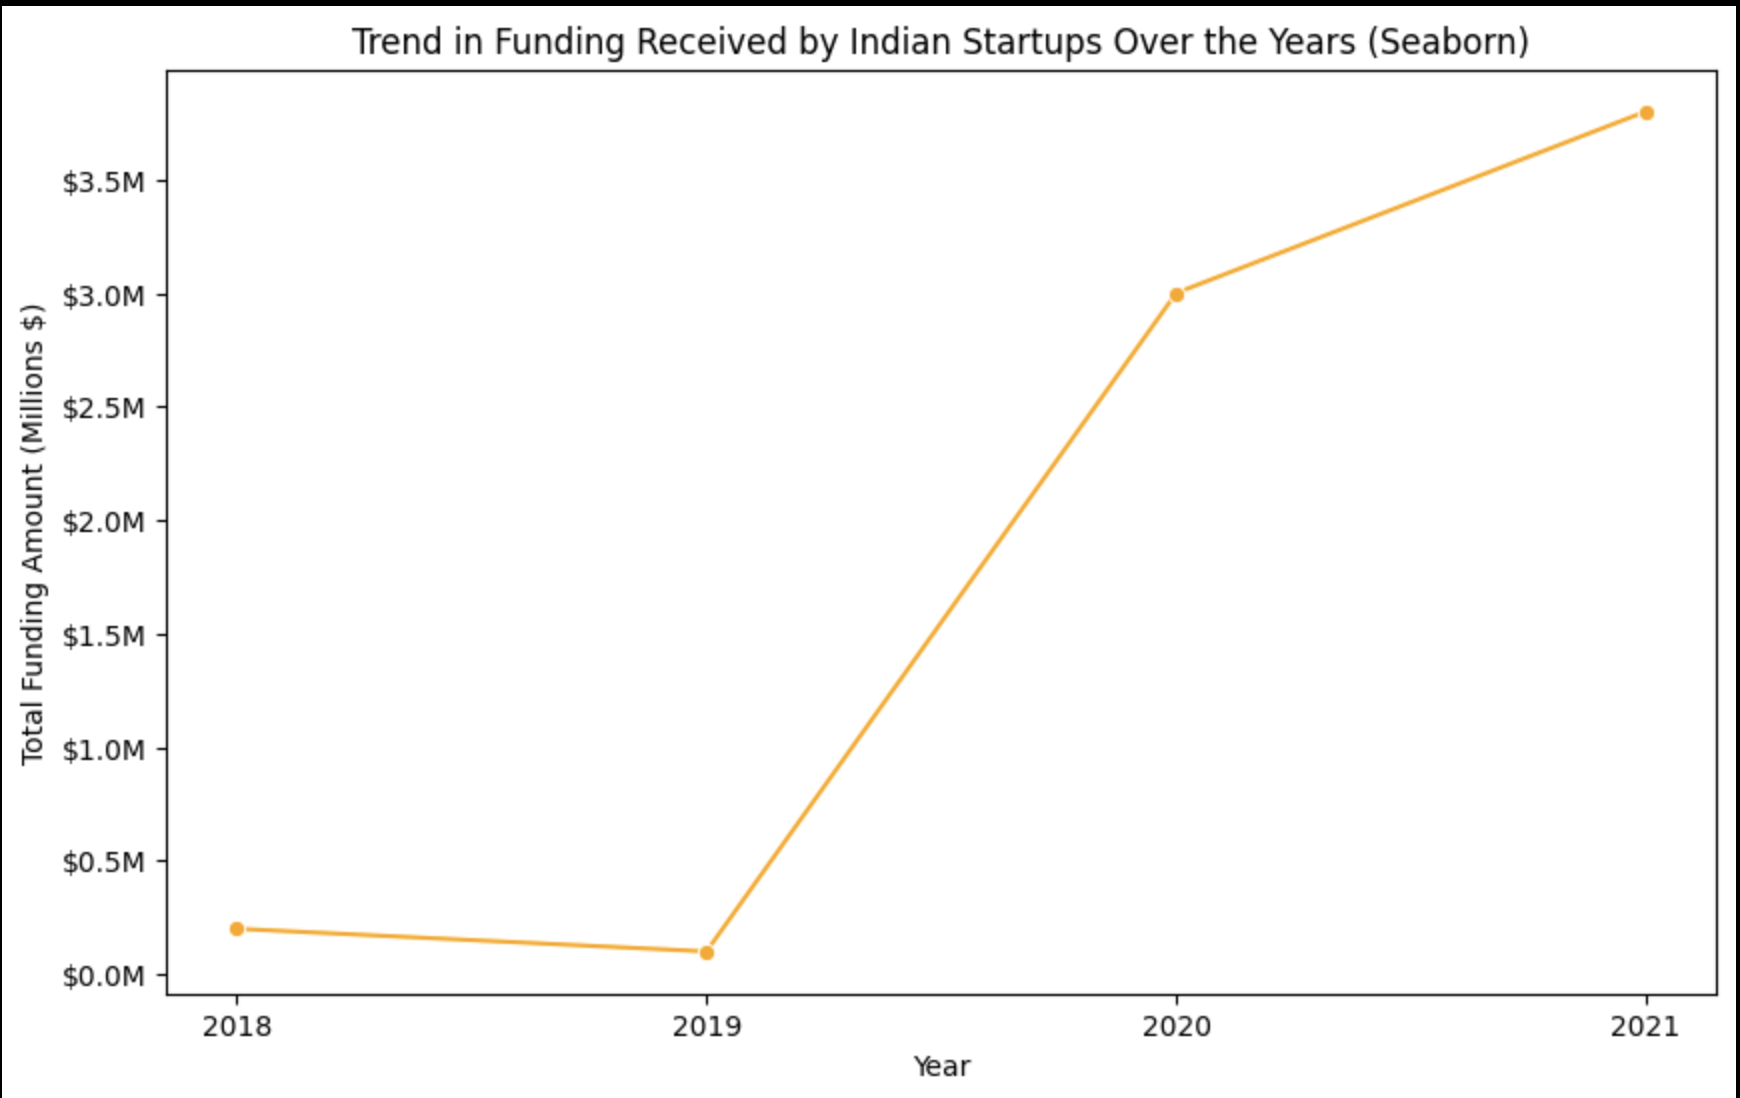 Trend in Funding Received by Indian Startups Over the Years (Seaborn)
Total Funding Amount (Millions $)
$3.5M
$3.0M
$2.5M
$2.0M
$1.5M
$1.0M
$0.5M
$0.0M
2018 2019 2020 2021
Year